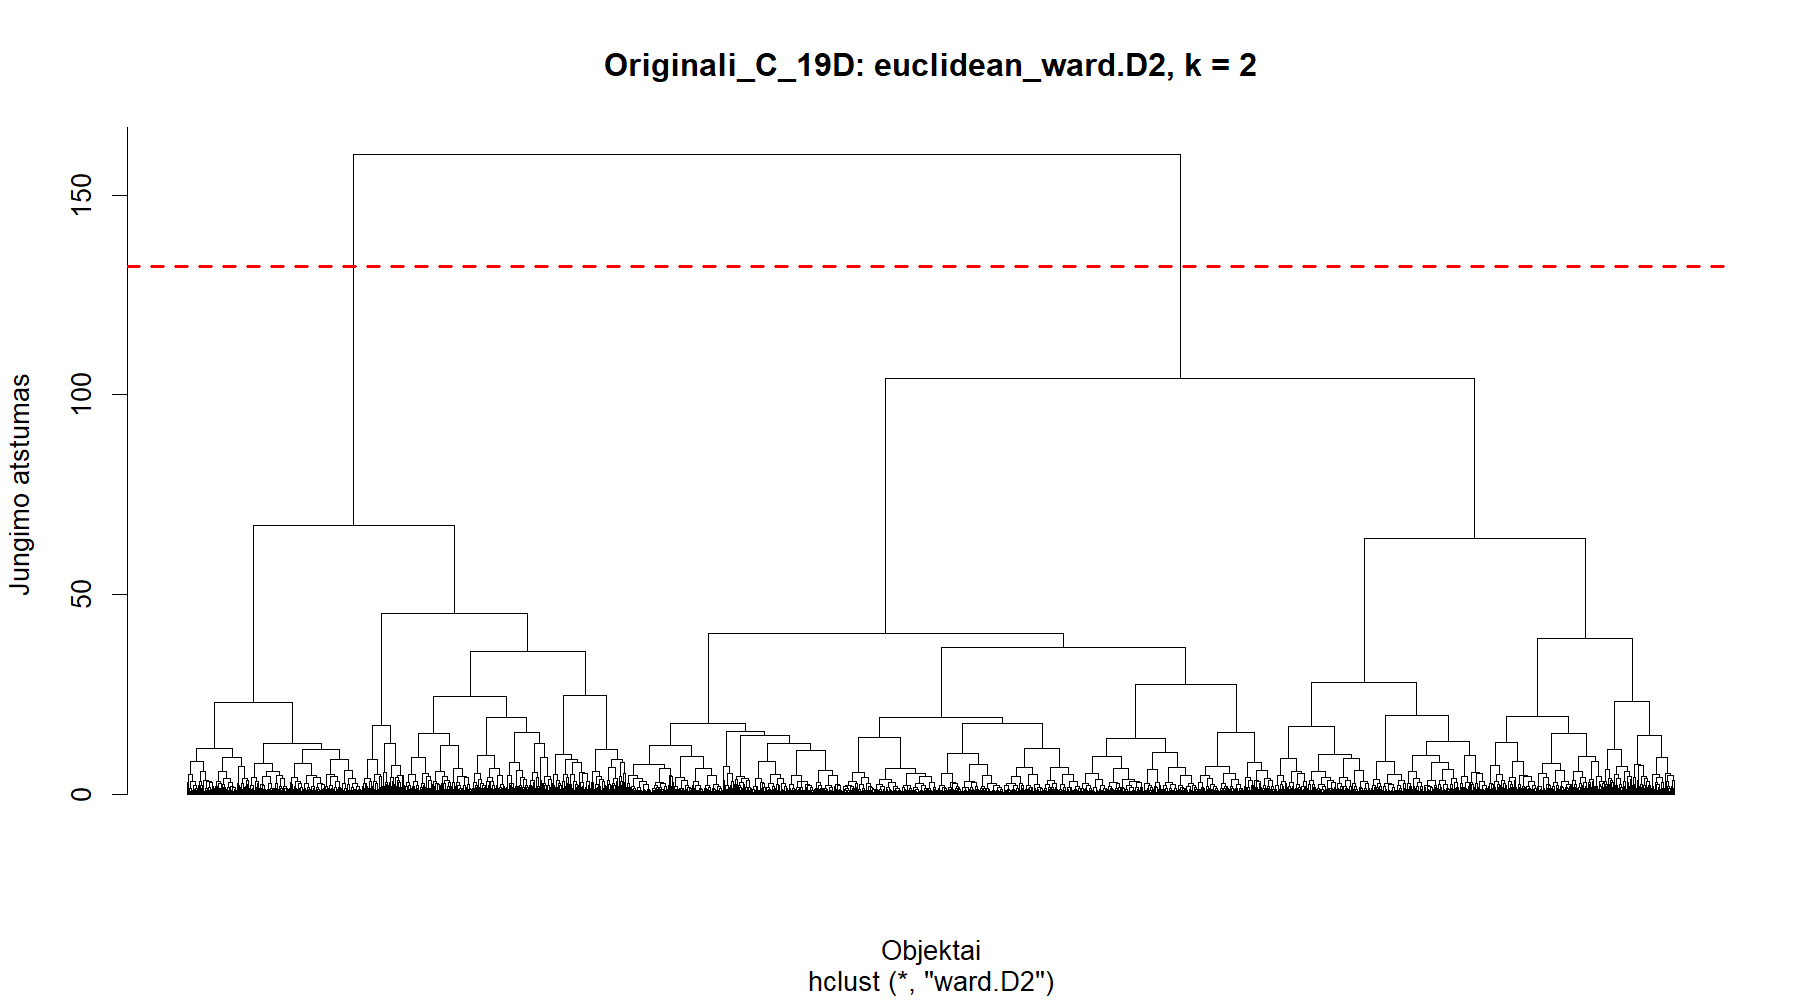 Originali_C_19D: euclidean_ward.D2, k = 2
Jungimo atstumas
150
100
50
0
Objektai
hclust (*, "ward.D2")